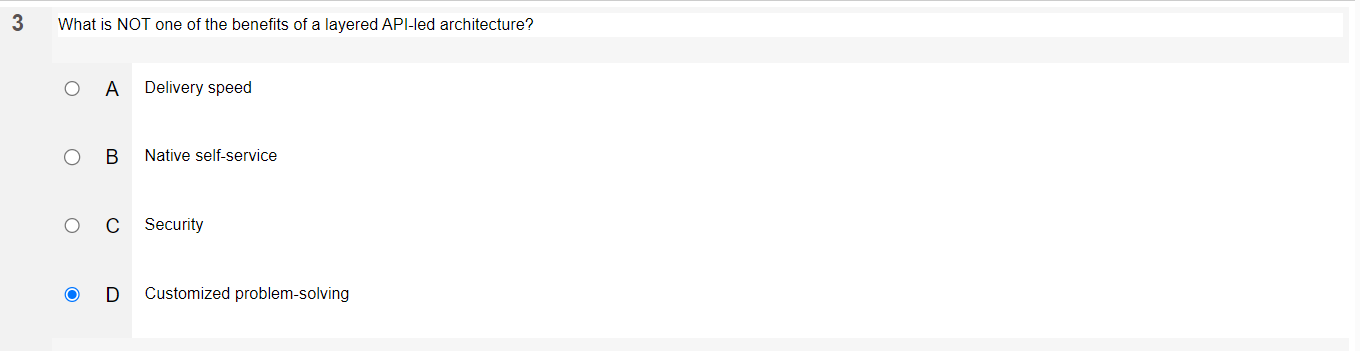 3 What is NOT one of the benefits of a layered API-led architecture?
A Delivery speed
B Native self-service
C Security
D Customized problem-solving